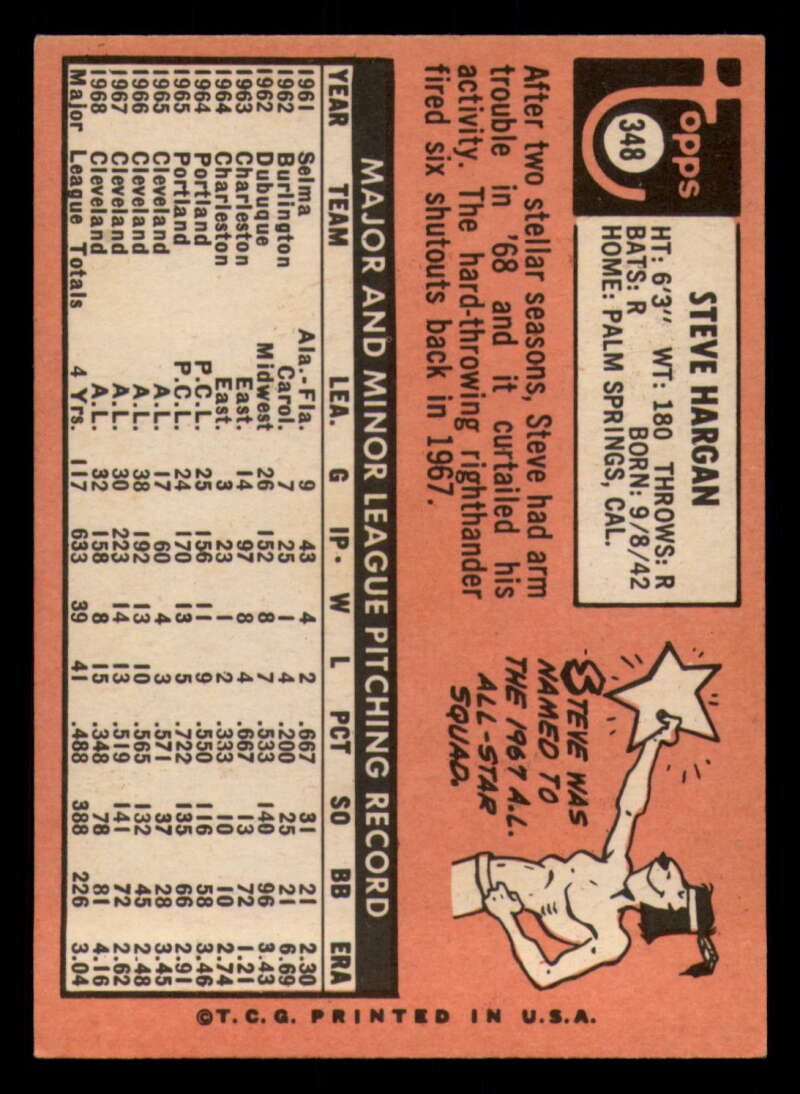 Topps
348
STEVE HARGAN
HT: 6'3" WT: 180 THROWS: R
BATS: R BORN: 9/8/42
HOME: PALM SPRINGS, CAL.
After two stellar seasons, Steve had arm
trouble in '68 and it curtailed his
activity. The hard-throwing righthander
fired six shutouts back in 1967.
STEVE WAS
NAMED TO
THE 1967 A.L.
ALL-STAR
SQUAD.
MAJOR AND MINOR LEAGUE PITCHING RECORD
YEAR TEAM LEA. G IP. W L PCT SO BB ERA
1961 Selma Ala.-Fla. 9 43 4 2 .667 31 21 2.30
1962 Burlington Carol. 7 25 1 4 .200 25 21 6.69
1962 Dubuque Midwest 26 152 8 7 .533 140 96 3.43
1963 Charleston East. 14 97 8 4 .667 13 72 1.21
1964 Charleston East. 3 23 1 2 .333 10 10 2.74
1964 Portland P.C.L. 25 156 11 9 .550 116 58 3.46
1965 Portland P.C.L. 24 170 13 5 .722 135 66 2.91
1965 Cleveland A.L. 17 60 4 3 .571 37 28 3.45
1966 Cleveland A.L. 38 192 13 10 .565 132 45 2.48
1967 Cleveland A.L. 30 223 14 13 .519 141 72 2.62
1968 Cleveland A.L. 32 158 8 15 .348 78 81 4.16
Major League Totals 4 Yrs. 117 633 39 41 .488 388 226 3.04
©T.C.G. PRINTED IN U.S.A.